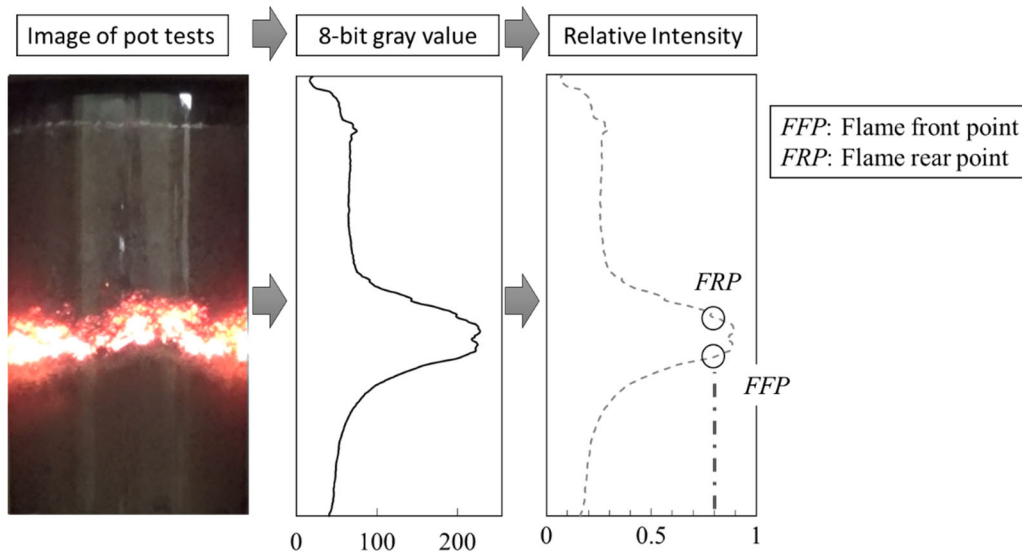 Image of pot tests
8-bit gray value
Relative Intensity
FFP: Flame front point
FRP: Flame rear point
FRP
FFP
0 100 200
0 0.5 1